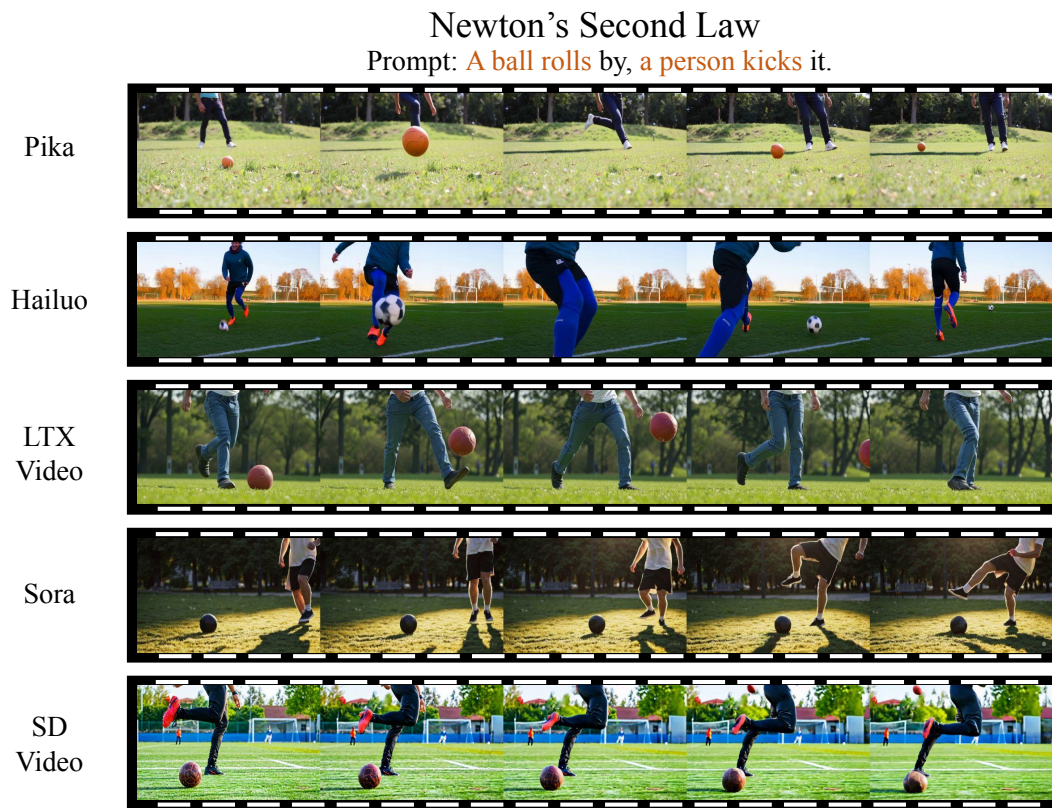 Newton’s Second Law
Prompt: A ball rolls by, a person kicks it.
Pika
Hailuo
LTX
Video
Sora
SD
Video